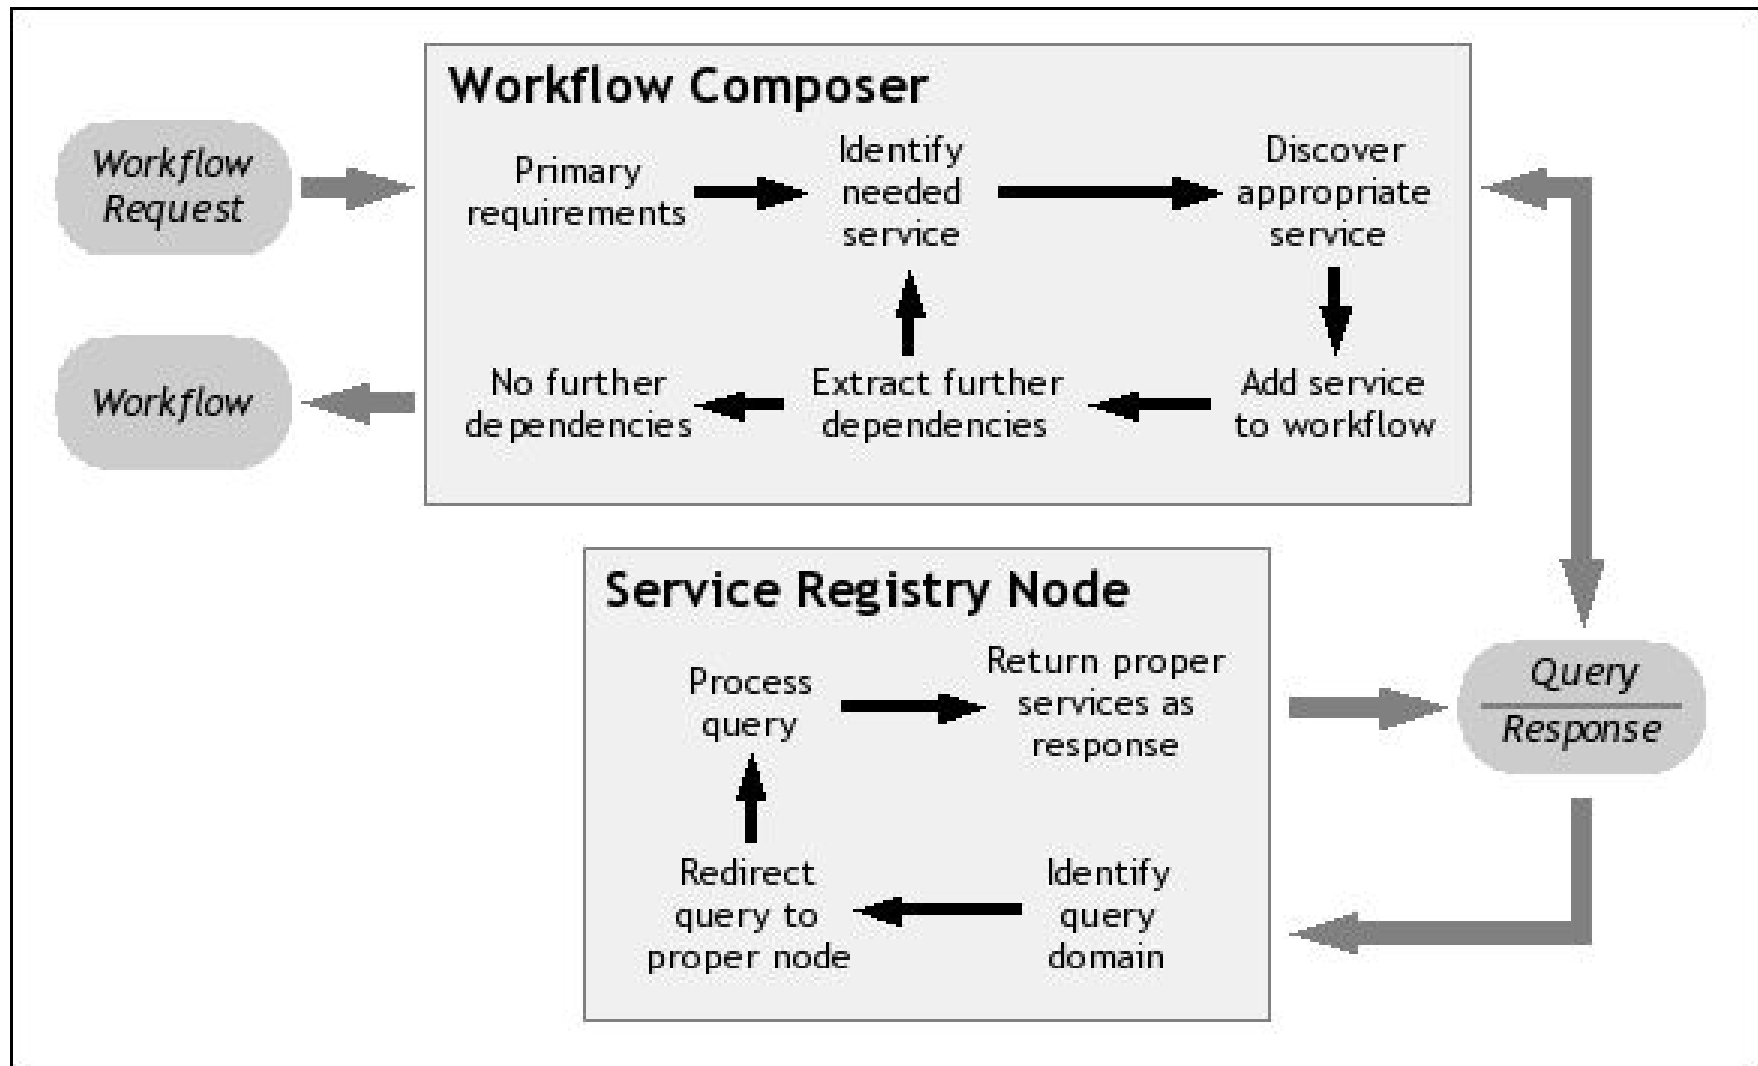 Workflow Composer
Workflow
Request
Primary
requirements
Identify
needed
service
Discover
appropriate
service
Workflow
No further
dependencies
Extract further
dependencies
Add service
to workflow
Service Registry Node
Process
query
Return proper
services as
response
Query
Response
Redirect
query to
proper node
Identify
query
domain